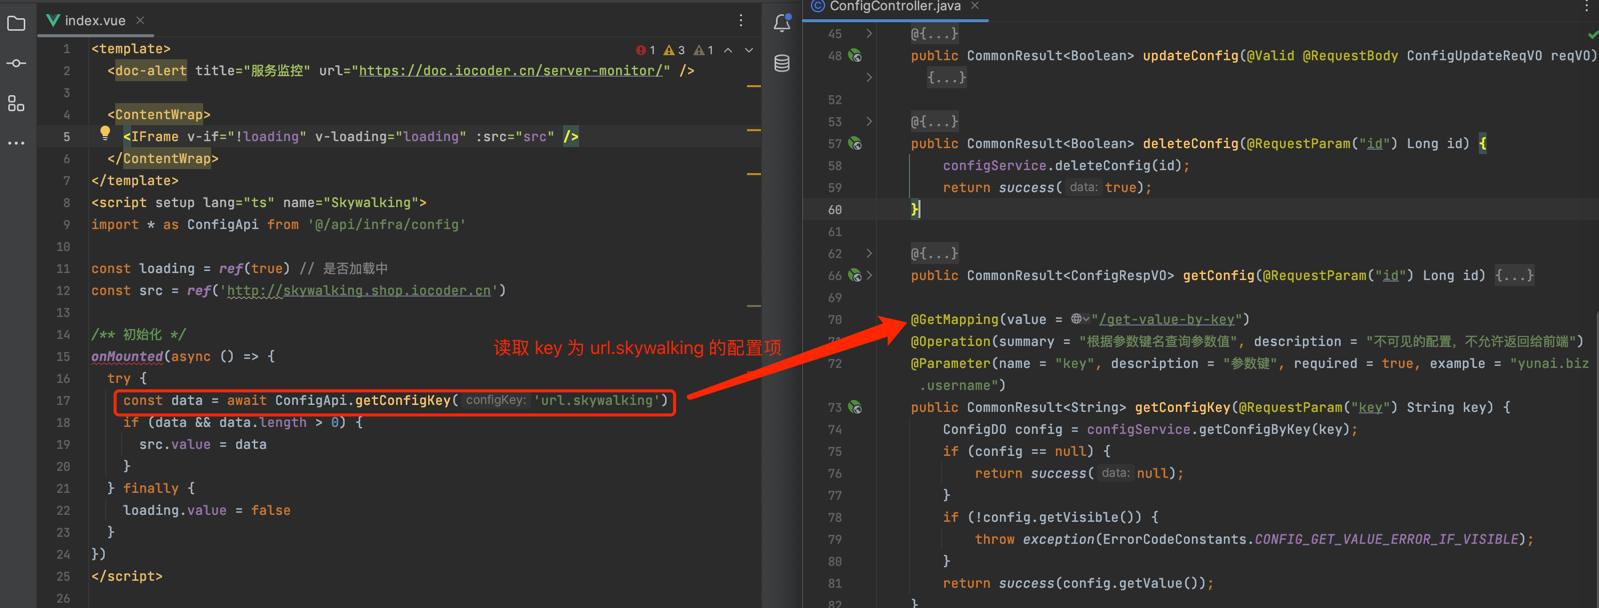 index.vue
1 <template>
1 3 1
2 <doc-alert title="服务监控" url="https://doc.iocoder.cn/server-monitor/" />
3
4 <ContentWrap>
5 <IFrame v-if="!loading" v-loading="loading" :src="src" />
6 </ContentWrap>
7 </template>
8 <script setup lang="ts" name="Skywalking">
9 import * as ConfigApi from '@/api/infra/config'
10
11 const loading = ref(true) // 是否加载中
12 const src = ref('http://skywalking.shop.iocoder.cn')
13
14 /** 初始化 */
15 onMounted(async () => {
16 try {
17 const data = await ConfigApi.getConfigKey( configKey: 'url.skywalking')
18 if (data && data.length > 0) {
19 src.value = data
20 }
21 } finally {
22 loading.value = false
23 }
24 })
25 </script>
26
读取 key 为 url.skywalking 的配置项
ConfigController.java
45 @{...}
48 public CommonResult<Boolean> updateConfig(@Valid @RequestBody ConfigUpdateReqVO reqVO)
{...}
52
53 @{...}
57 public CommonResult<Boolean> deleteConfig(@RequestParam("id") Long id) {
58 configService.deleteConfig(id);
59 return success( data: true);
60 }
61
62 @{...}
66 public CommonResult<ConfigRespVO> getConfig(@RequestParam("id") Long id) {...}
69
70 @GetMapping(value = "/get-value-by-key")
71 @Operation(summary = "根据参数键名查询参数值", description = "不可见的配置，不允许返回给前端")
72 @Parameter(name = "key", description = "参数键", required = true, example = "yunai.biz
.username")
73 public CommonResult<String> getConfigKey(@RequestParam("key") String key) {
74 ConfigDO config = configService.getConfigByKey(key);
75 if (config == null) {
76 return success( data: null);
77 }
78 if (!config.getVisible()) {
79 throw exception(ErrorCodeConstants.CONFIG_GET_VALUE_ERROR_IF_VISIBLE);
80 }
81 return success(config.getValue());
82 }